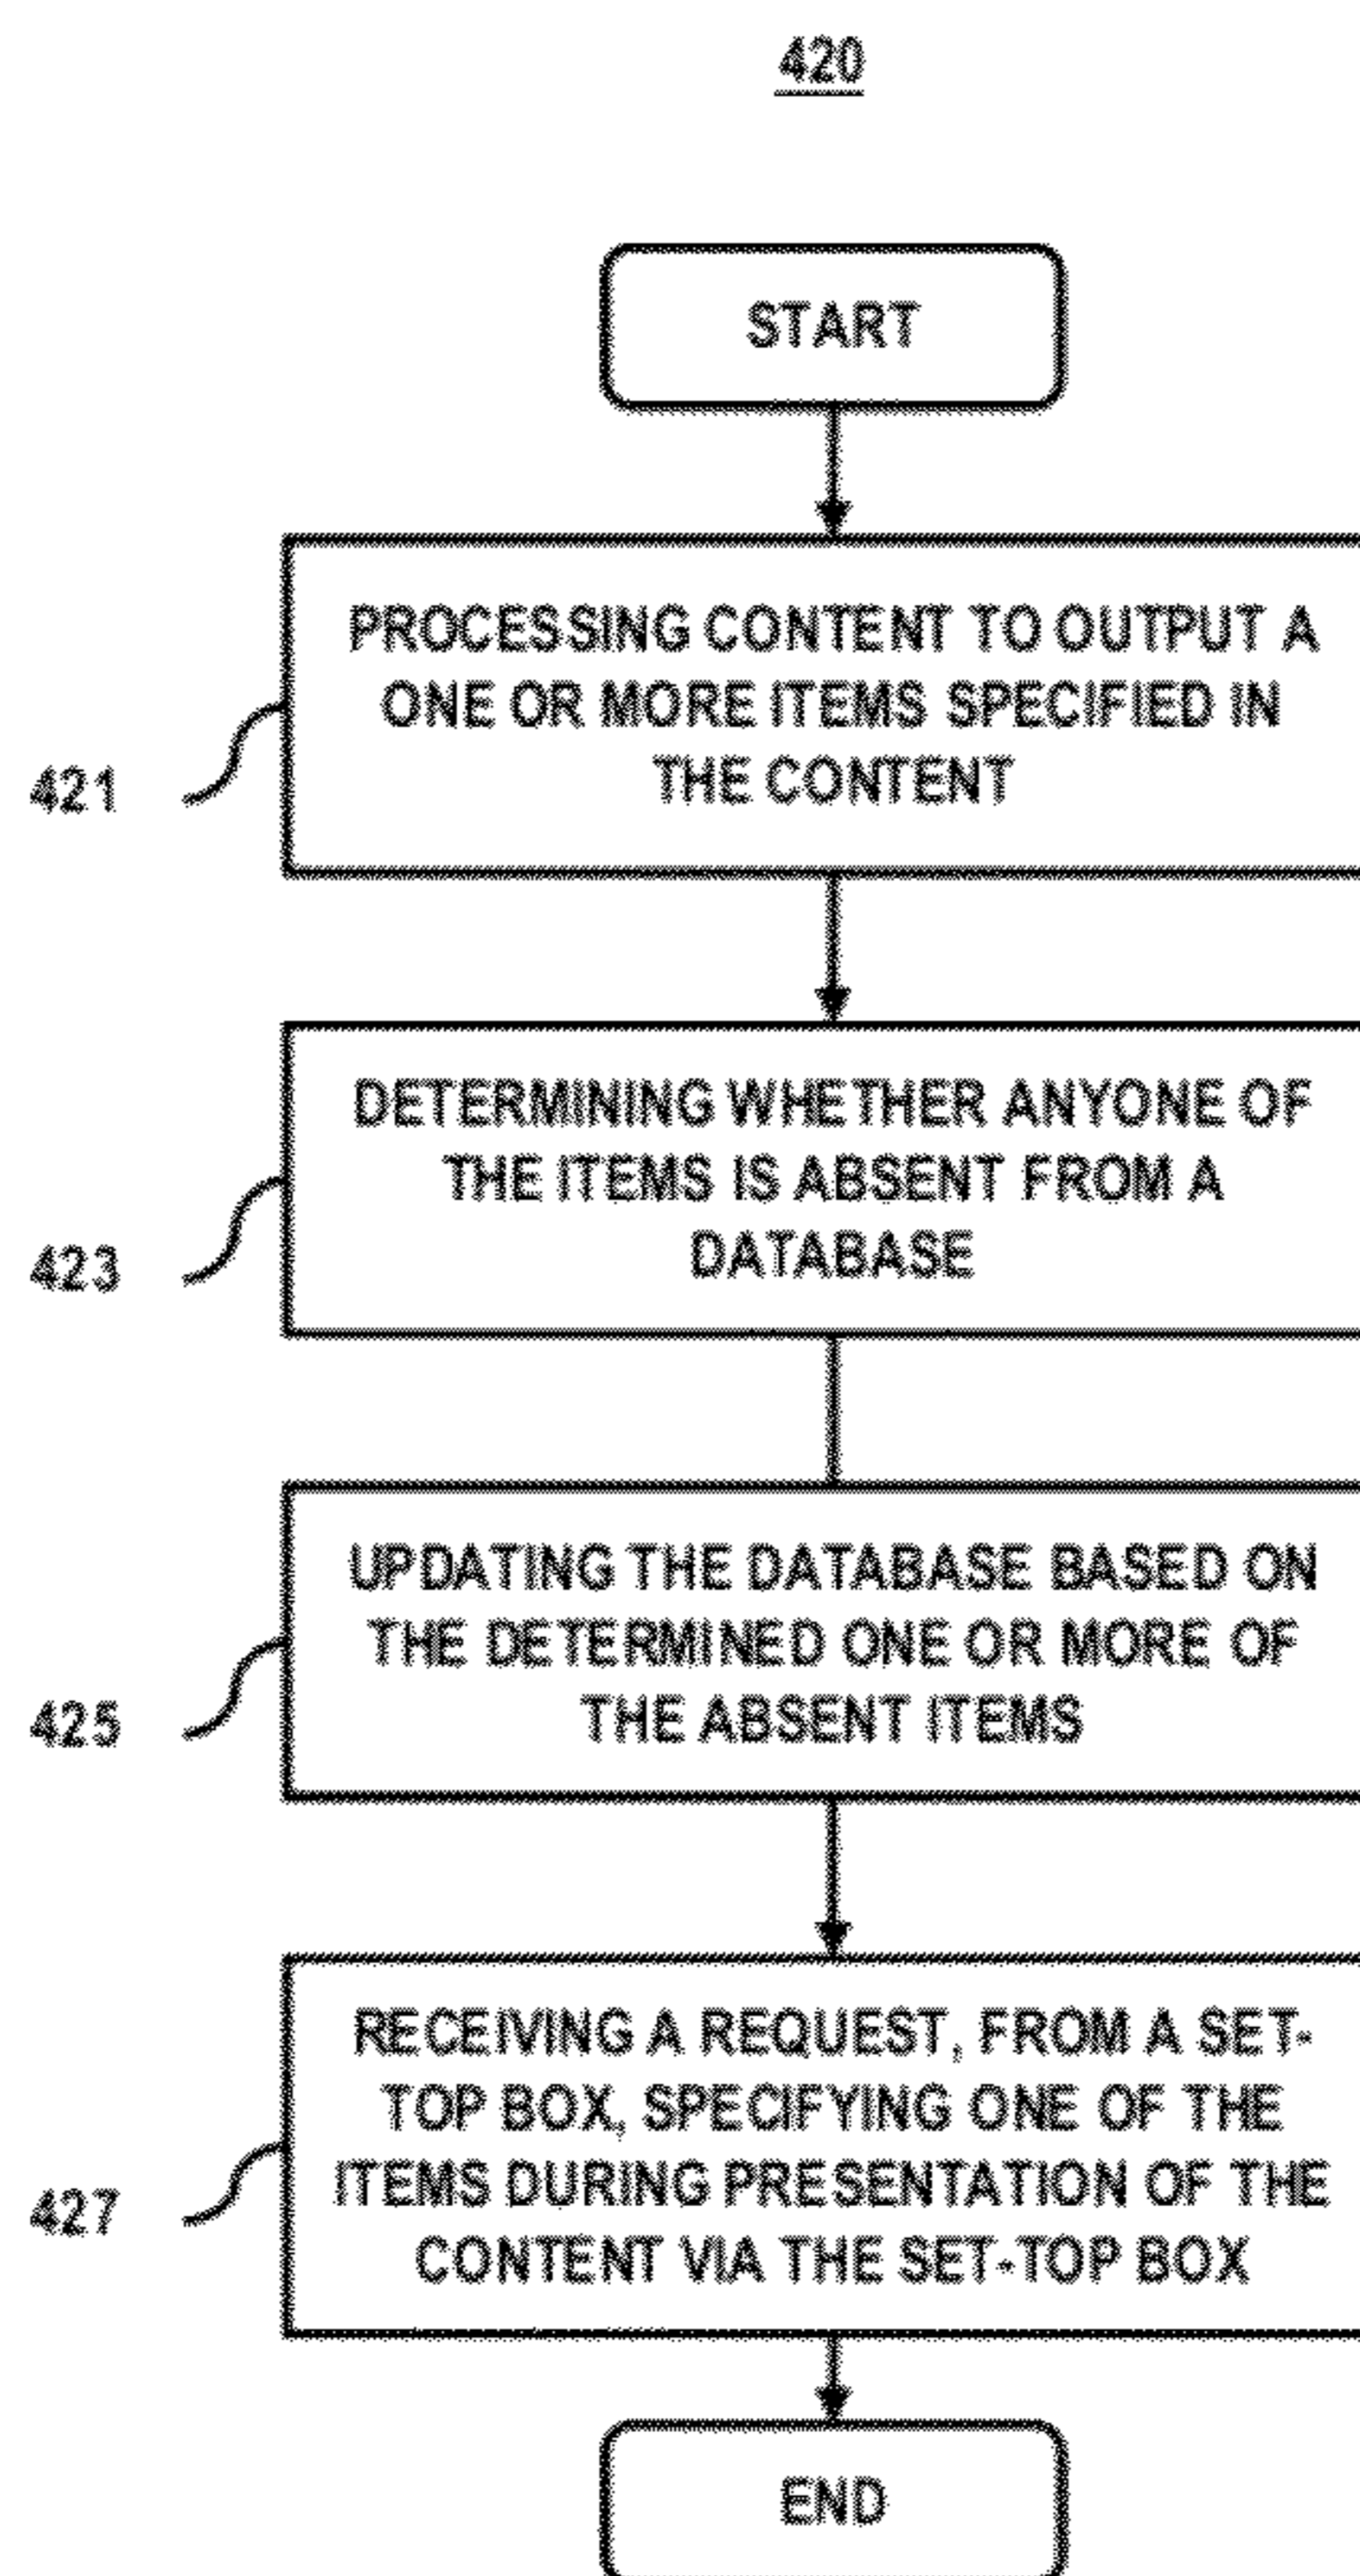 420
START
PROCESSING CONTENT TO OUTPUT A
ONE OR MORE ITEMS SPECIFIED IN
THE CONTENT
421
DETERMINING WHETHER ANYONE OF
THE ITEMS IS ABSENT FROM A
DATABASE
423
UPDATING THE DATABASE BASED ON
THE DETERMINED ONE OR MORE OF
THE ABSENT ITEMS
425
RECEIVING A REQUEST, FROM A SET-
TOP BOX, SPECIFYING ONE OF THE
ITEMS DURING PRESENTATION OF THE
CONTENT VIA THE SET-TOP BOX
427
END